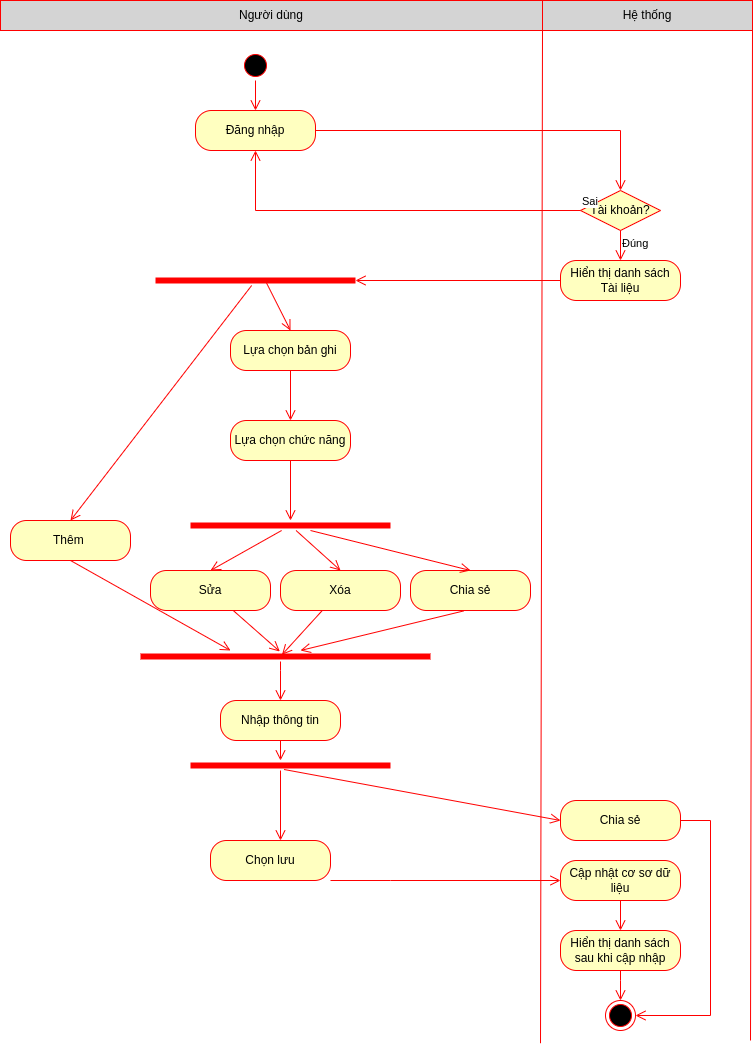 Người dùng
Hệ thống
Đăng nhập
Sai
Tài khoản?
Đúng
Hiển thị danh sách
Tài liệu
Lựa chọn bản ghi
Lựa chọn chức năng
Thêm
Sửa
Xóa
Chia sẻ
Nhập thông tin
Chia sẻ
Chọn lưu
Cập nhật cơ sơ dữ
liệu
Hiển thị danh sách
sau khi cập nhập